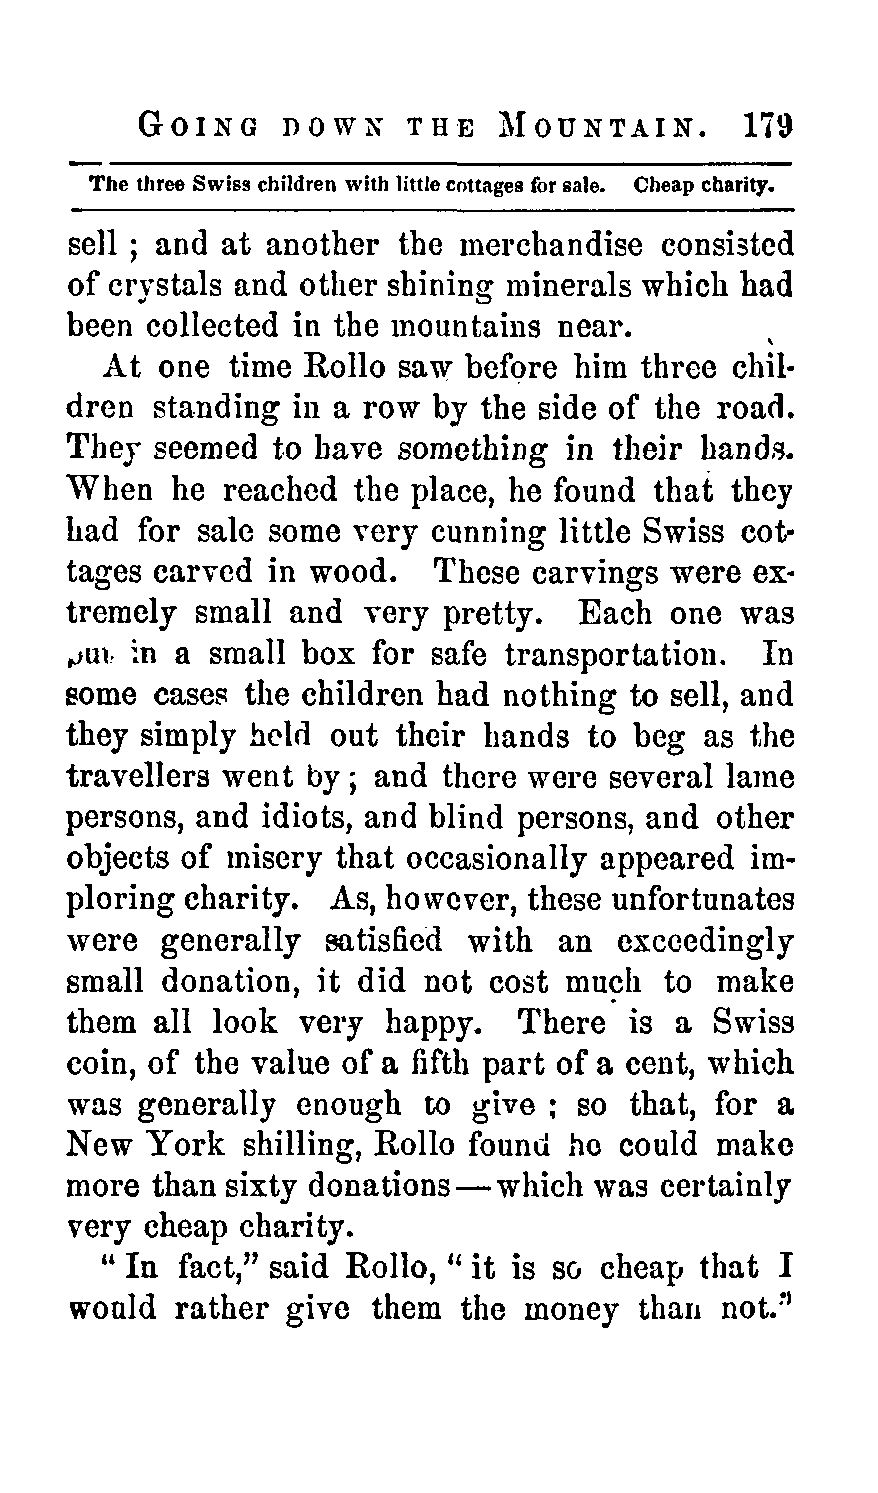 GOING DOWN THE MOUNTAIN. 179
The three Swiss children with little cottages for sale. Cheap charity.
sell ; and at another the merchandise consisted
of crystals and other shining minerals which had
been collected in the mountains near.
At one time Rollo saw before him three chil-
dren standing in a row by the side of the road.
They seemed to have something in their hands.
When he reached the place, he found that they
had for sale some very cunning little Swiss cot-
tages carved in wood. These carvings were ex-
tremely small and very pretty. Each one was
put in a small box for safe transportation. In
some cases the children had nothing to sell, and
they simply held out their hands to beg as the
travellers went by ; and there were several lame
persons, and idiots, and blind persons, and other
objects of misery that occasionally appeared im-
ploring charity. As, however, these unfortunates
were generally satisfied with an exceedingly
small donation, it did not cost much to make
them all look very happy. There is a Swiss
coin, of the value of a fifth part of a cent, which
was generally enough to give ; so that, for a
New York shilling, Rollo found he could make
more than sixty donations—which was certainly
very cheap charity.
" In fact," said Rollo, " it is so cheap that I
would rather give them the money than not."